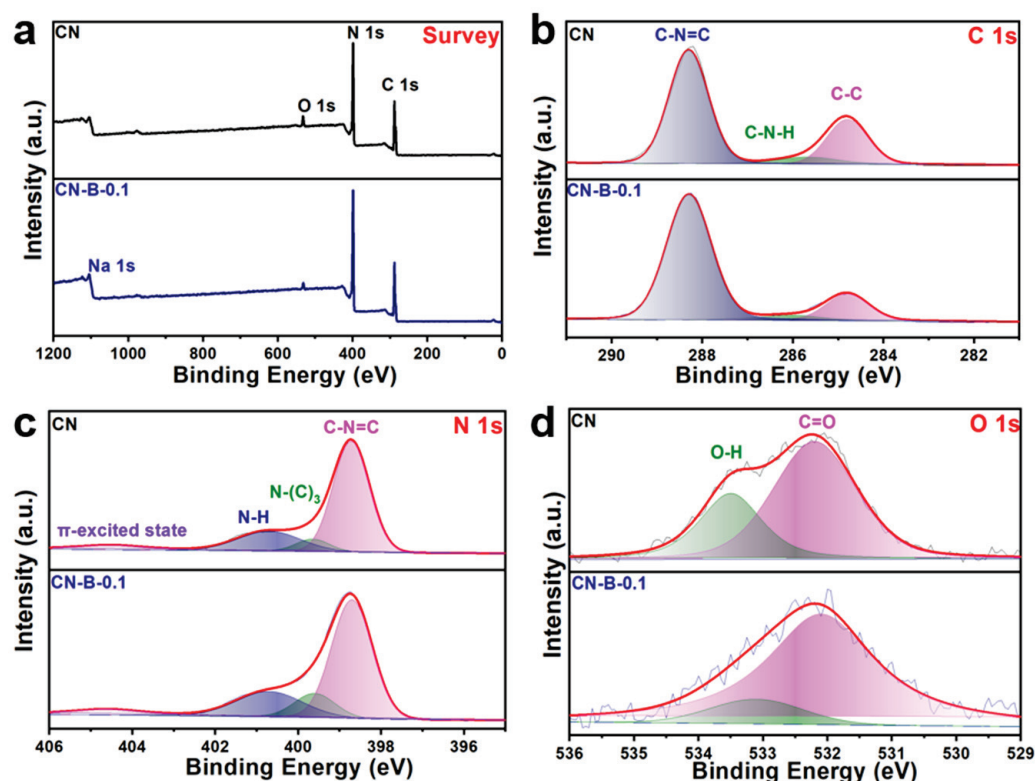 a
CN
Survey
N 1s
C 1s
O 1s
CN-B-0.1
Na 1s
Intensity (a.u.)
1200 1000 800 600 400 200 0
Binding Energy (eV)
b
CN
C-N=C
C 1s
C-C
C-N-H
CN-B-0.1
Intensity (a.u.)
290 288 286 284 282
Binding Energy (eV)
c
CN
N 1s
C-N=C
N-(C)₃
N-H
π-excited state
CN-B-0.1
Intensity (a.u.)
406 404 402 400 398 396
Binding Energy (eV)
d
CN
O 1s
C=O
O-H
CN-B-0.1
Intensity (a.u.)
536 535 534 533 532 531 530 529
Binding Energy (eV)